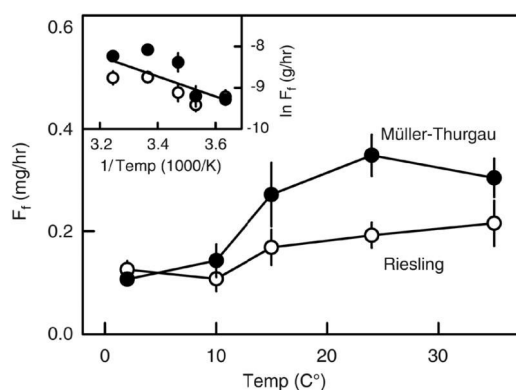 0.6
0.4
0.2
0.0
F_f (mg/hr)
0
10
20
30
Temp (C°)
Müller-Thurgau
Riesling
-8
-9
-10
ln F_f (g/hr)
3.2
3.4
3.6
1/Temp (1000/K)